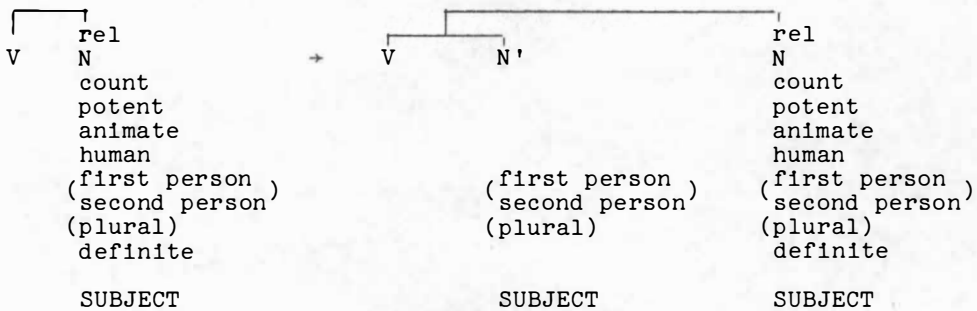 rel rel
V N → V N' N
count count
potent potent
animate animate
human human
(first person) (first person) (first person)
(second person) (second person) (second person)
(plural) (plural) (plural)
definite definite
SUBJECT SUBJECT SUBJECT